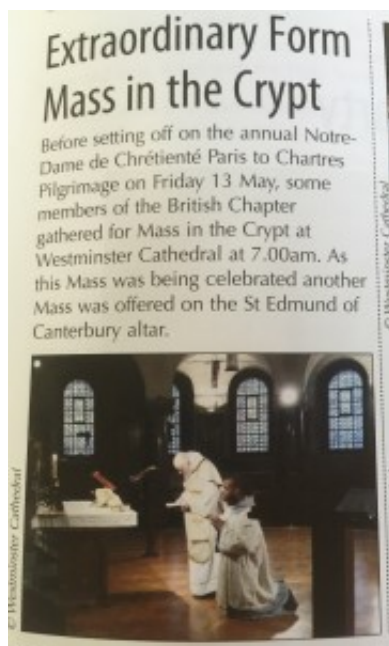 Extraordinary Form
Mass in the Crypt
Before setting off on the annual Notre-
Dame de Chrétienté Paris to Chartres
Pilgrimage on Friday 13 May, some
members of the British Chapter
gathered for Mass in the Crypt at
Westminster Cathedral at 7.00am. As
this Mass was being celebrated another
Mass was offered on the St Edmund of
Canterbury altar.
© Westminster Cathedral
© Westminster Cathedral